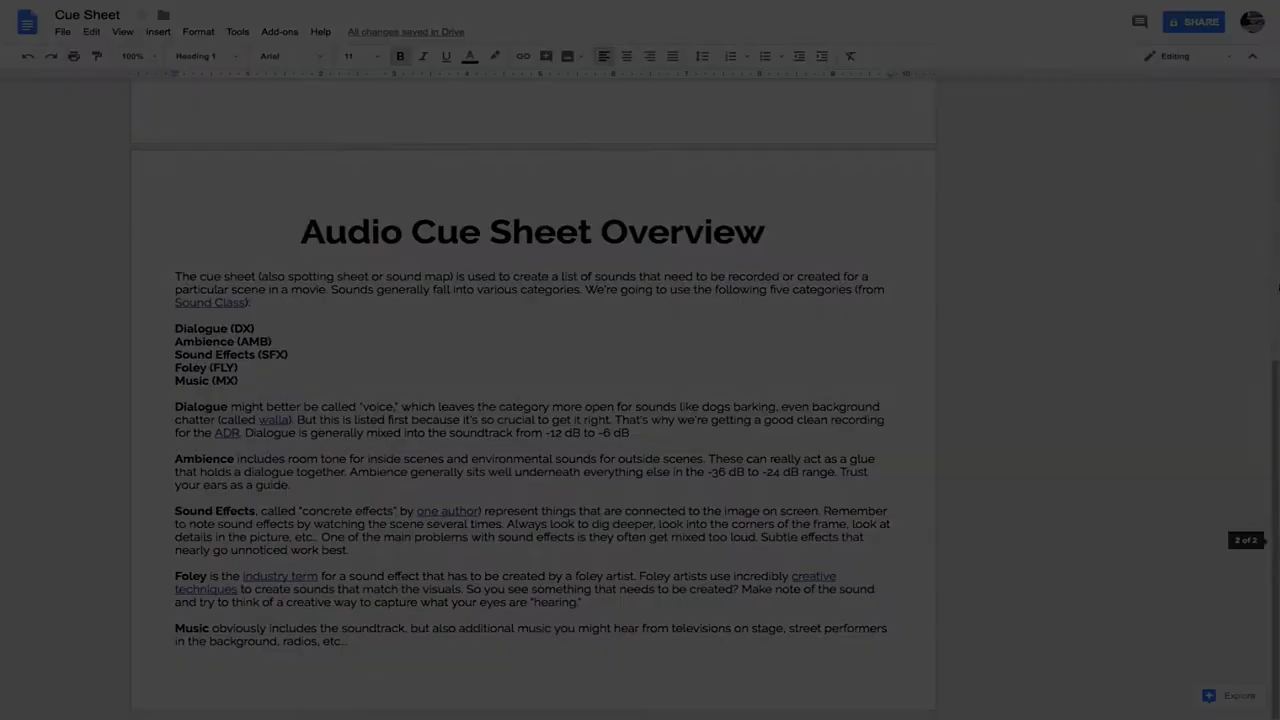 Cue Sheet
File Edit View Insert Format Tools Add-ons Help All changes saved in Drive
SHARE
100% Heading 1 Arial 11 B I U A Editing
1 2 3 4 5 6 7 8 9 10
Audio Cue Sheet Overview
The cue sheet (also spotting sheet or sound map) is used to create a list of sounds that need to be recorded or created for a
particular scene in a movie. Sounds generally fall into various categories. We're going to use the following five categories (from
Sound Class):
Dialogue (DX)
Ambience (AMB)
Sound Effects (SFX)
Foley (FLY)
Music (MX)
Dialogue might better be called "voice," which leaves the category more open for sounds like dogs barking, even background
chatter (called walla). But this is listed first because it's so crucial to get it right. That's why we're getting a good clean recording
for the ADR. Dialogue is generally mixed into the soundtrack from -12 dB to -6 dB
Ambience includes room tone for inside scenes and environmental sounds for outside scenes. These can really act as a glue
that holds a dialogue together. Ambience generally sits well underneath everything else in the -36 dB to -24 dB range. Trust
your ears as a guide.
Sound Effects, called "concrete effects" by one author) represent things that are connected to the image on screen. Remember
to note sound effects by watching the scene several times. Always look to dig deeper, look into the corners of the frame, look at
details in the picture, etc... One of the main problems with sound effects is they often get mixed too loud. Subtle effects that
nearly go unnoticed work best.
2 of 2
Foley is the industry term for a sound effect that has to be created by a foley artist. Foley artists use incredibly creative
techniques to create sounds that match the visuals. So you see something that needs to be created? Make note of the sound
and try to think of a creative way to capture what your eyes are "hearing."
Music obviously includes the soundtrack, but also additional music you might hear from televisions on stage, street performers
in the background, radios, etc...
Explore